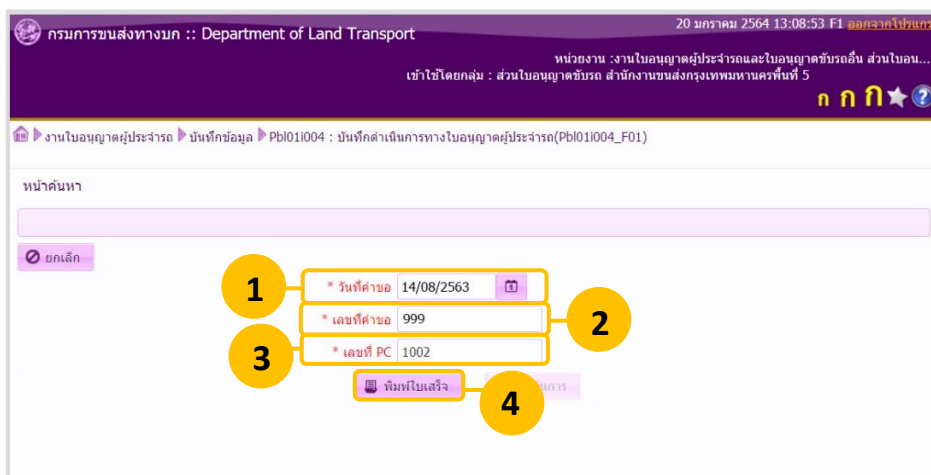 กรมการขนส่งทางบก :: Department of Land Transport
20 มกราคม 2564 13:08:53 F1 ออกจากโปรแกร
หน่วยงาน :งานใบอนุญาตผู้ประจำรถและใบอนุญาตขับรถอื่น ส่วนใบอน...
เข้าใช้โดยกลุ่ม : ส่วนใบอนุญาตขับรถ สำนักงานขนส่งกรุงเทพมหานครพื้นที่ 5
ก ก ก
งานใบอนุญาตผู้ประจำรถ บันทึกข้อมูล Pbl01i004 : บันทึกดำเนินการทางใบอนุญาตผู้ประจำรถ(Pbl01i004_F01)
หน้าค้นหา
ยกเลิก
1 * วันที่คำขอ 14/08/2563
* เลขที่คำขอ 999 2
3 * เลขที่ PC 1002
พิมพ์ใบเสร็จ 4